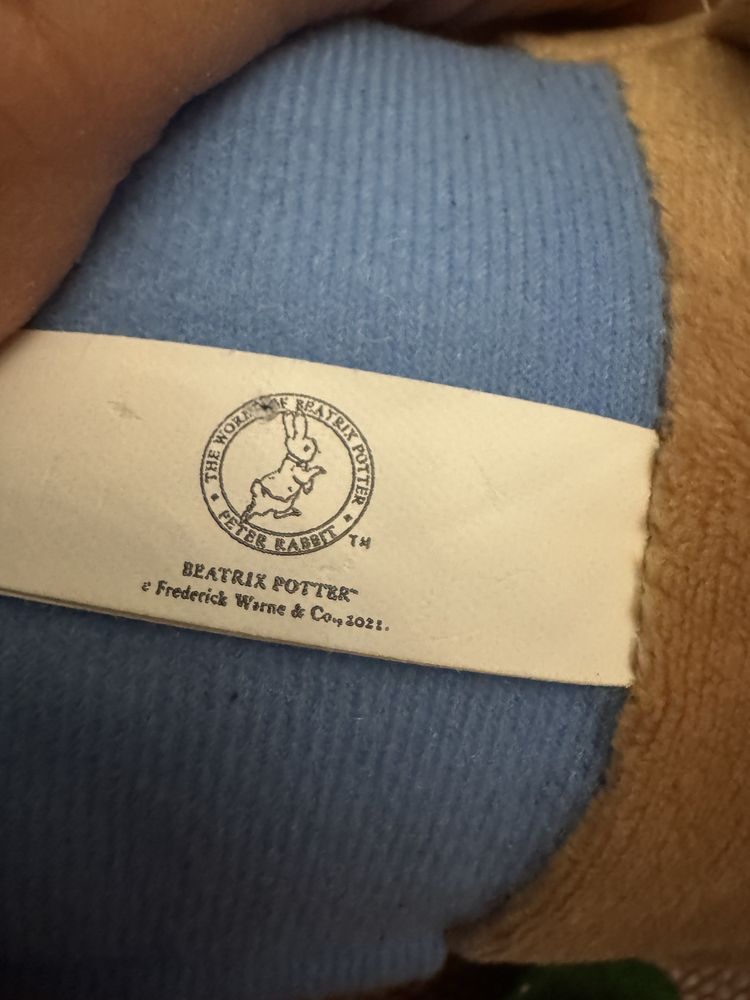 THE WORLD OF BEATRIX POTTER
PETER RABBIT TM
BEATRIX POTTER™
© Frederick Warne & Co., 2021.